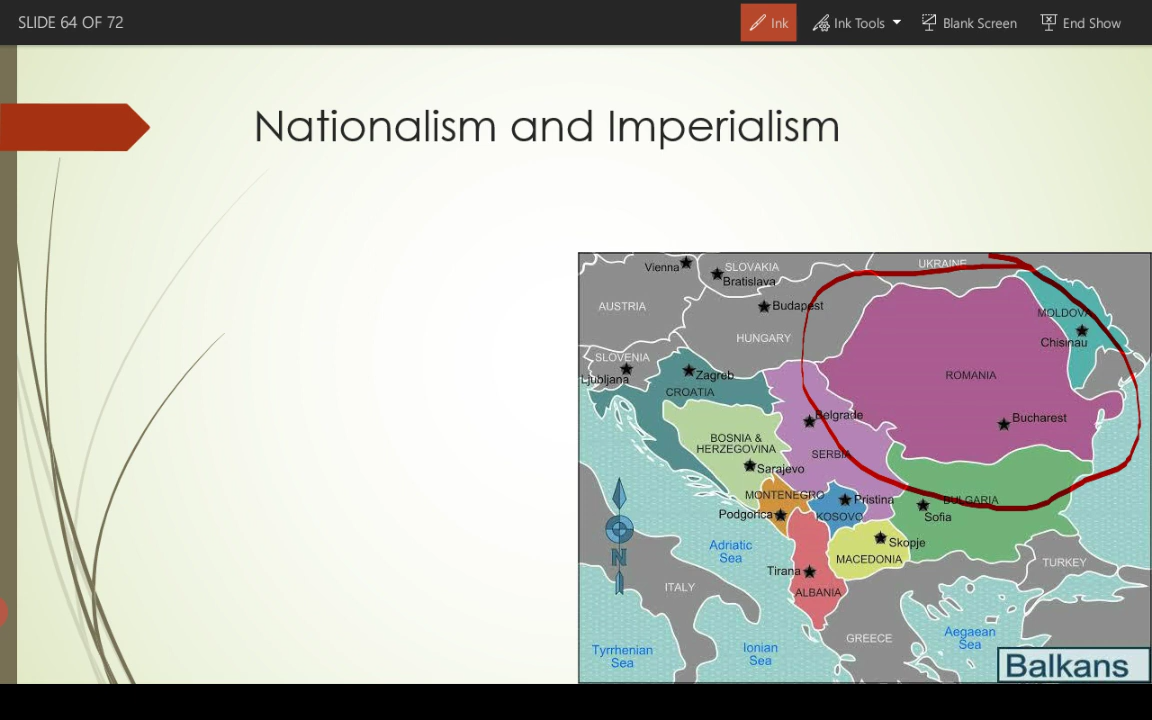 SLIDE 64 OF 72
Ink
Ink Tools
Blank Screen
End Show
Nationalism and Imperialism
Vienna
SLOVAKIA
Bratislava
UKRAINE
AUSTRIA
Budapest
HUNGARY
MOLDOVA
Chisinau
SLOVENIA
Ljubljana
Zagreb
CROATIA
ROMANIA
Belgrade
Bucharest
BOSNIA &
HERZEGOVINA
SERBIA
Sarajevo
MONTENEGRO
Pristina
BULGARIA
Podgorica
KOSOVO
Sofia
Adriatic
Sea
Skopje
MACEDONIA
N
Tirana
TURKEY
ITALY
ALBANIA
GREECE
Aegaean
Sea
Tyrrhenian
Sea
Ionian
Sea
Balkans